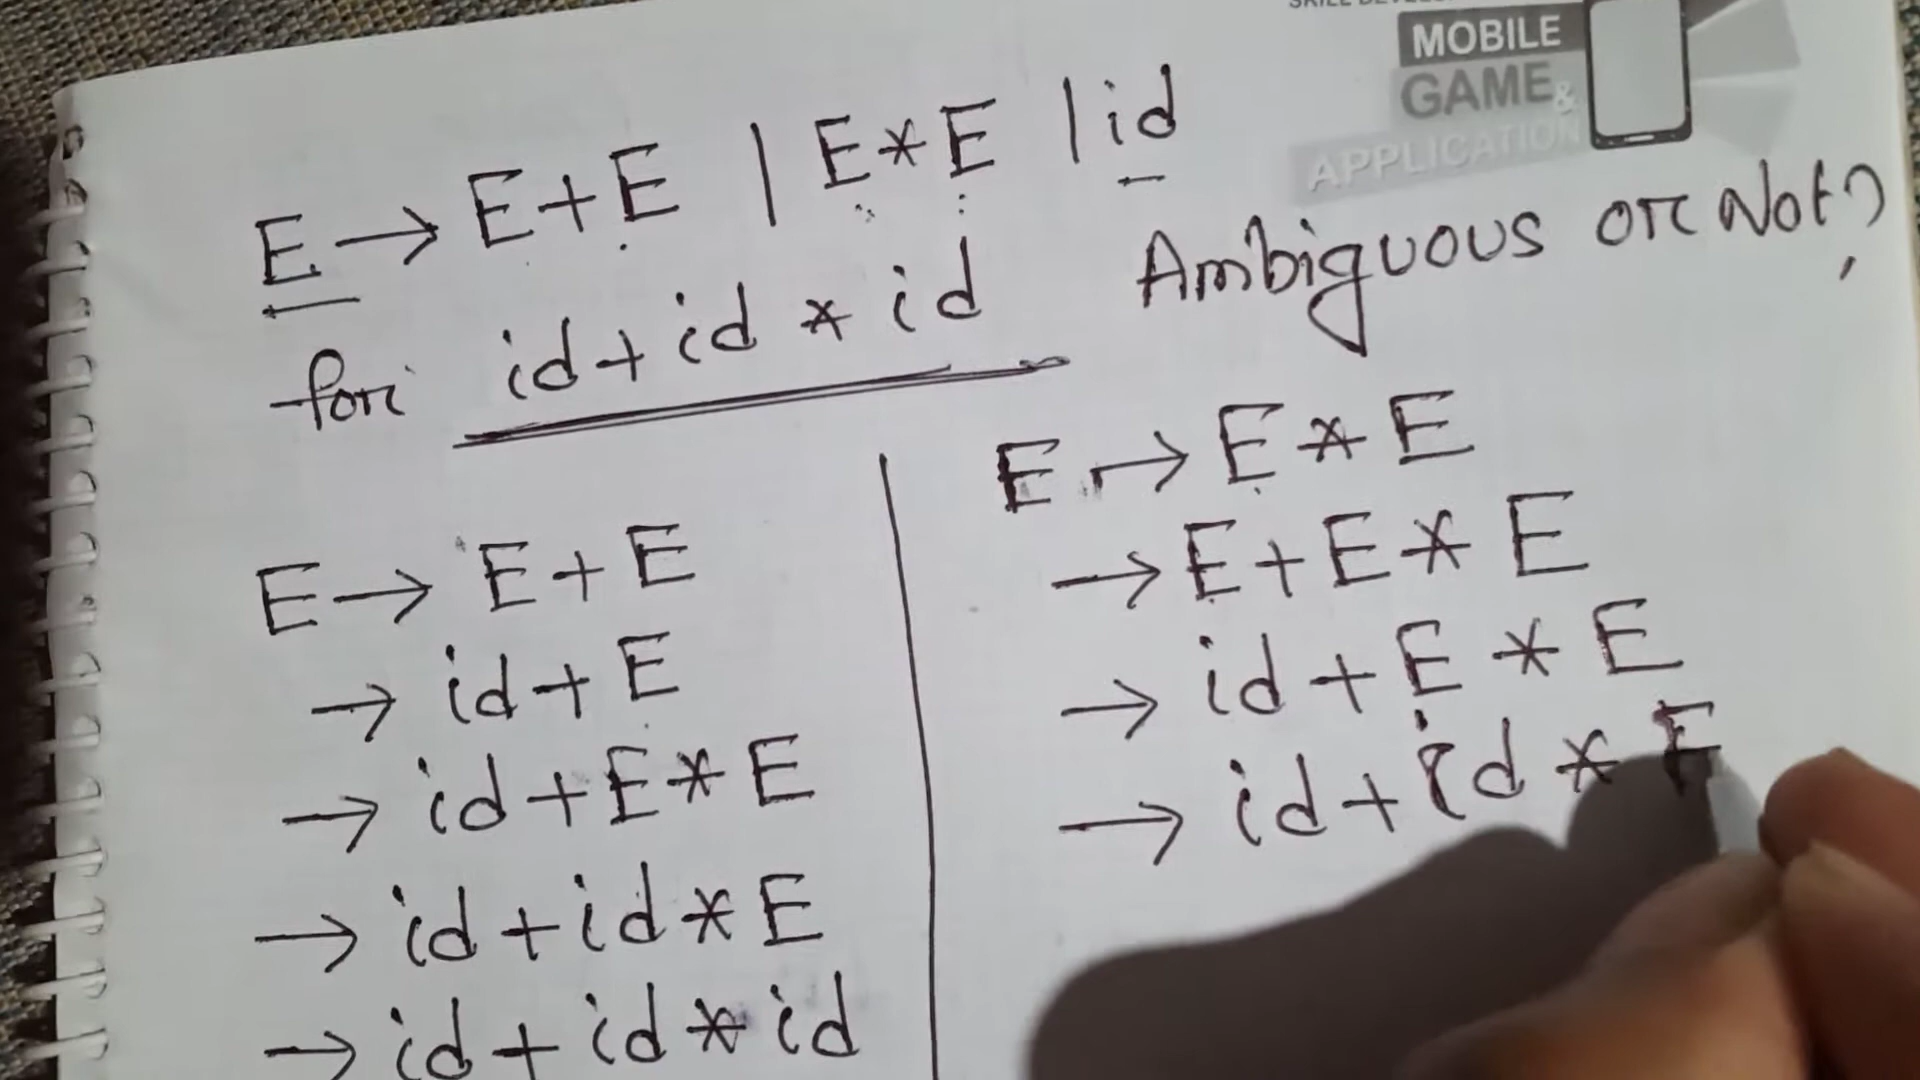 MOBILE
GAME &
APPLICATION
E → E+E | E*E | id
for id+id*id Ambiguous or Not?
E → E+E
→ id+E
→ id+E*E
→ id+id*E
→ id+id*id
E → E*E
→ E+E*E
→ id+E*E
→ id+id*E